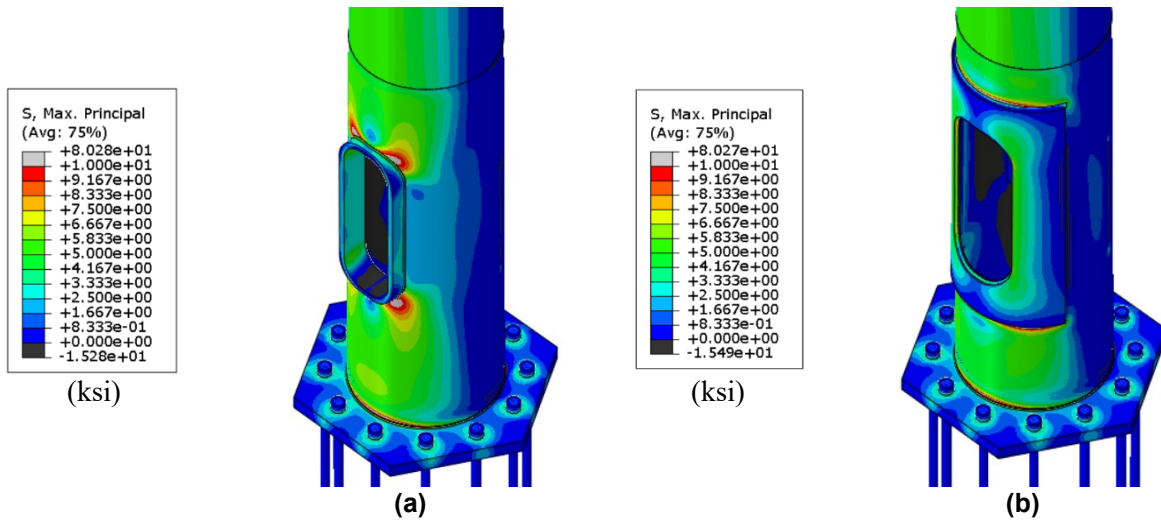 S, Max. Principal
(Avg: 75%)
+8.028e+01
+1.000e+01
+9.167e+00
+8.333e+00
+7.500e+00
+6.667e+00
+5.833e+00
+5.000e+00
+4.167e+00
+3.333e+00
+2.500e+00
+1.667e+00
+8.333e-01
+0.000e+00
-1.528e+01
(ksi)
(a)
S, Max. Principal
(Avg: 75%)
+8.027e+01
+1.000e+01
+9.167e+00
+8.333e+00
+7.500e+00
+6.667e+00
+5.833e+00
+5.000e+00
+4.167e+00
+3.333e+00
+2.500e+00
+1.667e+00
+8.333e-01
+0.000e+00
-1.549e+01
(ksi)
(b)